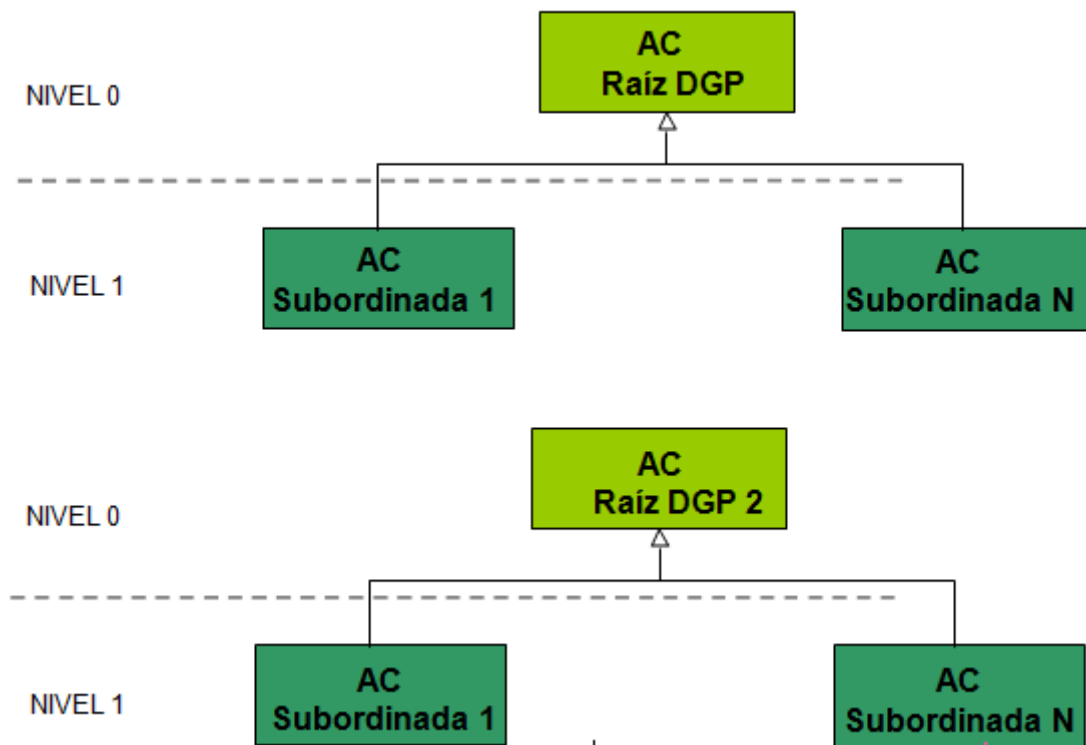 AC
Raíz DGP
NIVEL 0
AC
Subordinada 1
AC
Subordinada N
NIVEL 1
AC
Raíz DGP 2
NIVEL 0
AC
Subordinada 1
AC
Subordinada N
NIVEL 1